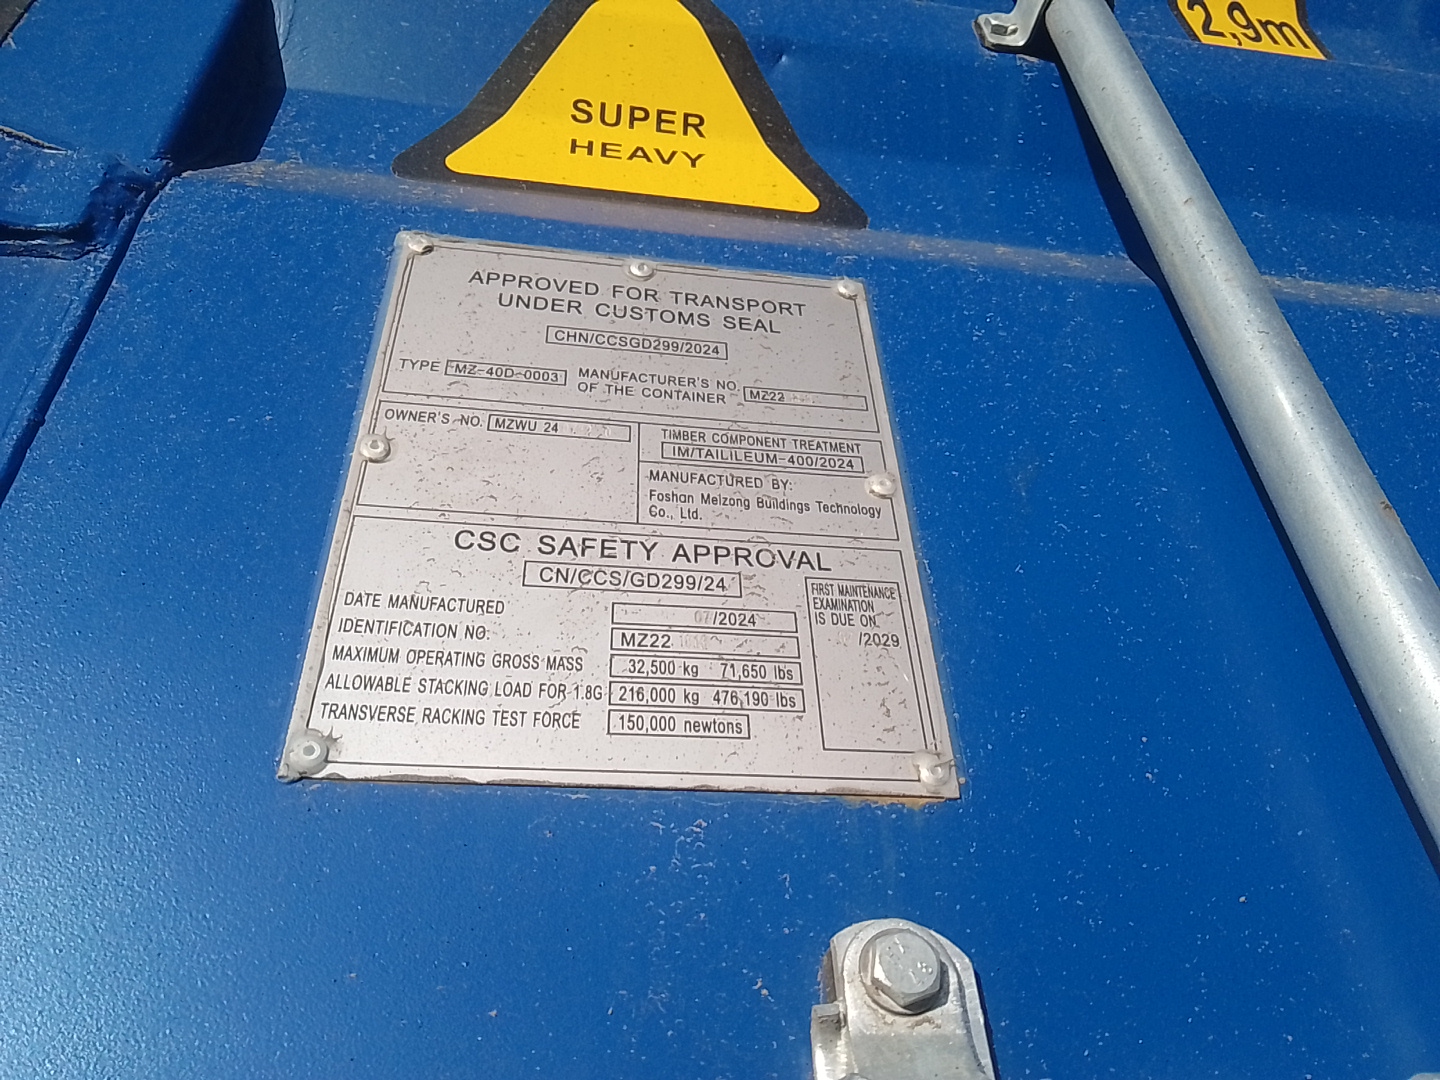 2,9m
SUPER
HEAVY
APPROVED FOR TRANSPORT
UNDER CUSTOMS SEAL
CHN/CCSGD299/2024
TYPE MZ-40D-0003 MANUFACTURER'S NO.
OF THE CONTAINER MZ22
OWNER'S NO. MZWU 24
TIMBER COMPONENT TREATMENT
IM/TAILILEUM-400/2024
MANUFACTURED BY:
Foshan Meizong Buildings Technology
Co., Ltd.
CSC SAFETY APPROVAL
CN/CCS/GD299/24
DATE MANUFACTURED 07/2024
IDENTIFICATION NO. MZ22
MAXIMUM OPERATING GROSS MASS 32,500 kg 71,650 lbs
ALLOWABLE STACKING LOAD FOR 1.8G 216,000 kg 476,190 lbs
TRANSVERSE RACKING TEST FORCE 150,000 newtons
FIRST MAINTENANCE
EXAMINATION
IS DUE ON
/2029